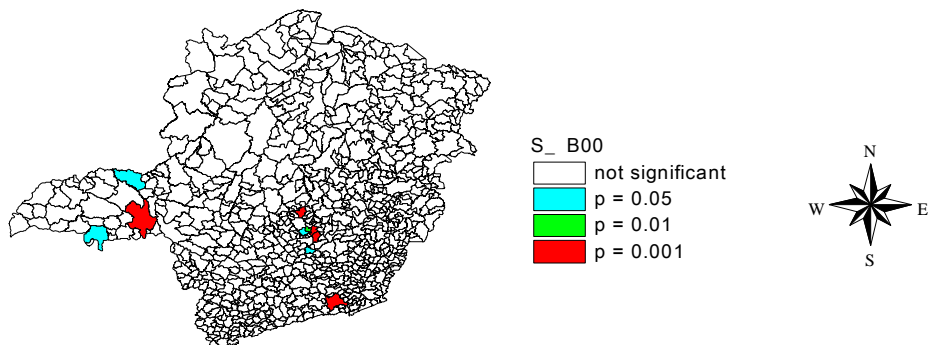 S_ B00
not significant
p = 0.05
p = 0.01
p = 0.001
N
W E
S